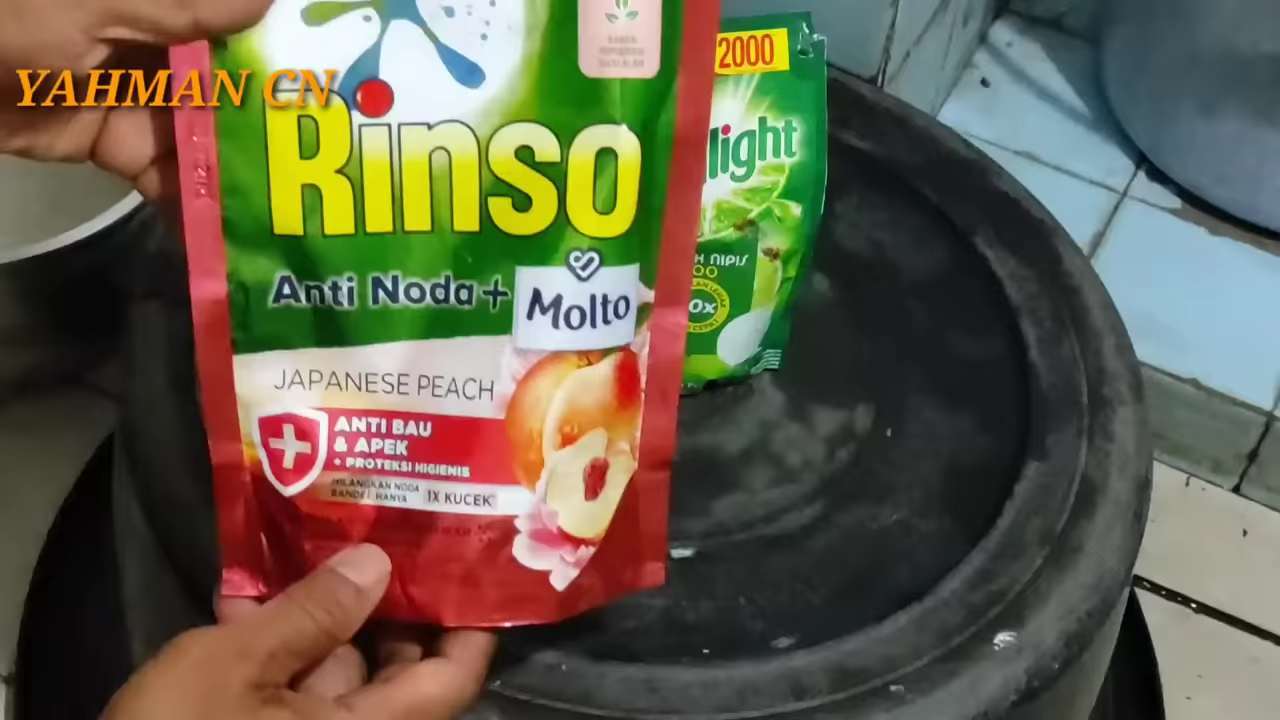 YAHMAN CN
Rinso
Anti Noda + Molto
JAPANESE PEACH
ANTI BAU
& APEK
+ PROTEKSI HIGIENIS
HILANGKAN NODA
BANDEL HANYA 1X KUCEK
2000
light
NIPIS